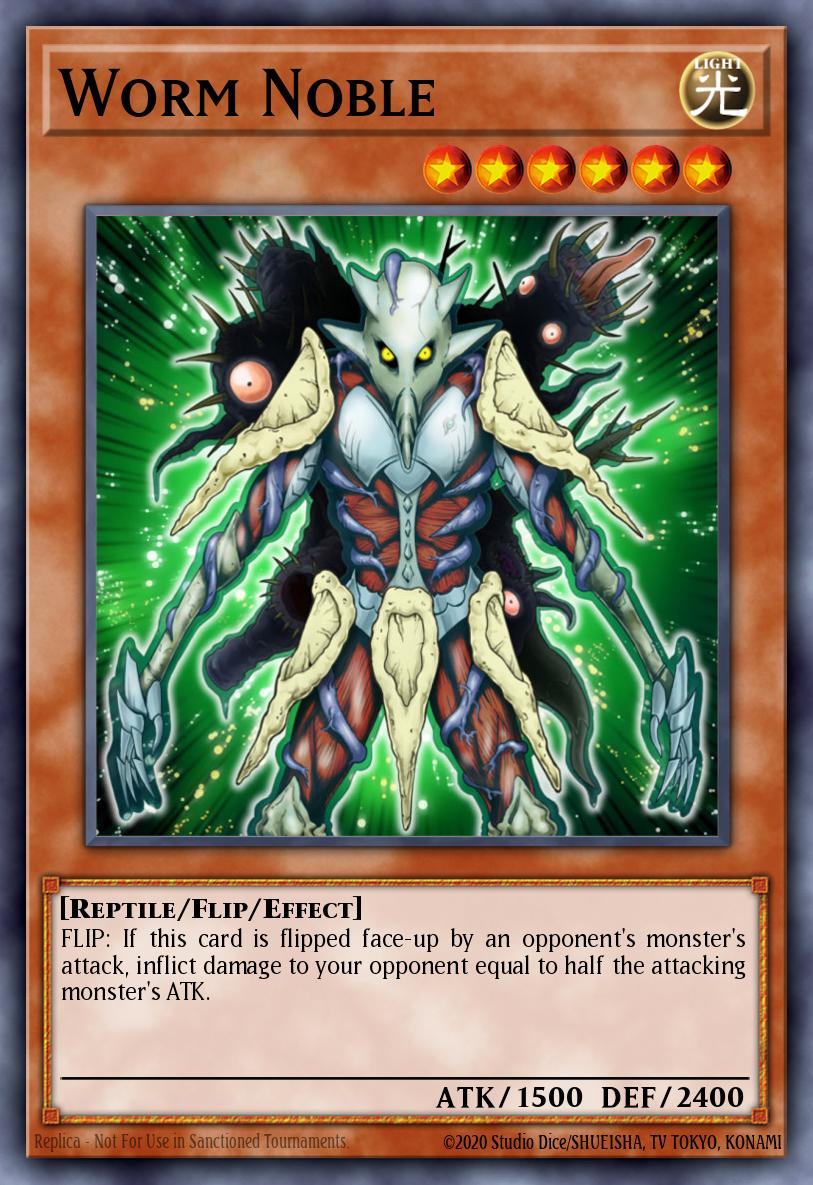 Worm Noble
LIGHT
光
[Reptile/Flip/Effect]
FLIP: If this card is flipped face-up by an opponent's monster's
attack, inflict damage to your opponent equal to half the attacking
monster's ATK.
ATK/1500 DEF/2400
Replica - Not For Use in Sanctioned Tournaments.
©2020 Studio Dice/SHUEISHA, TV TOKYO, KONAMI